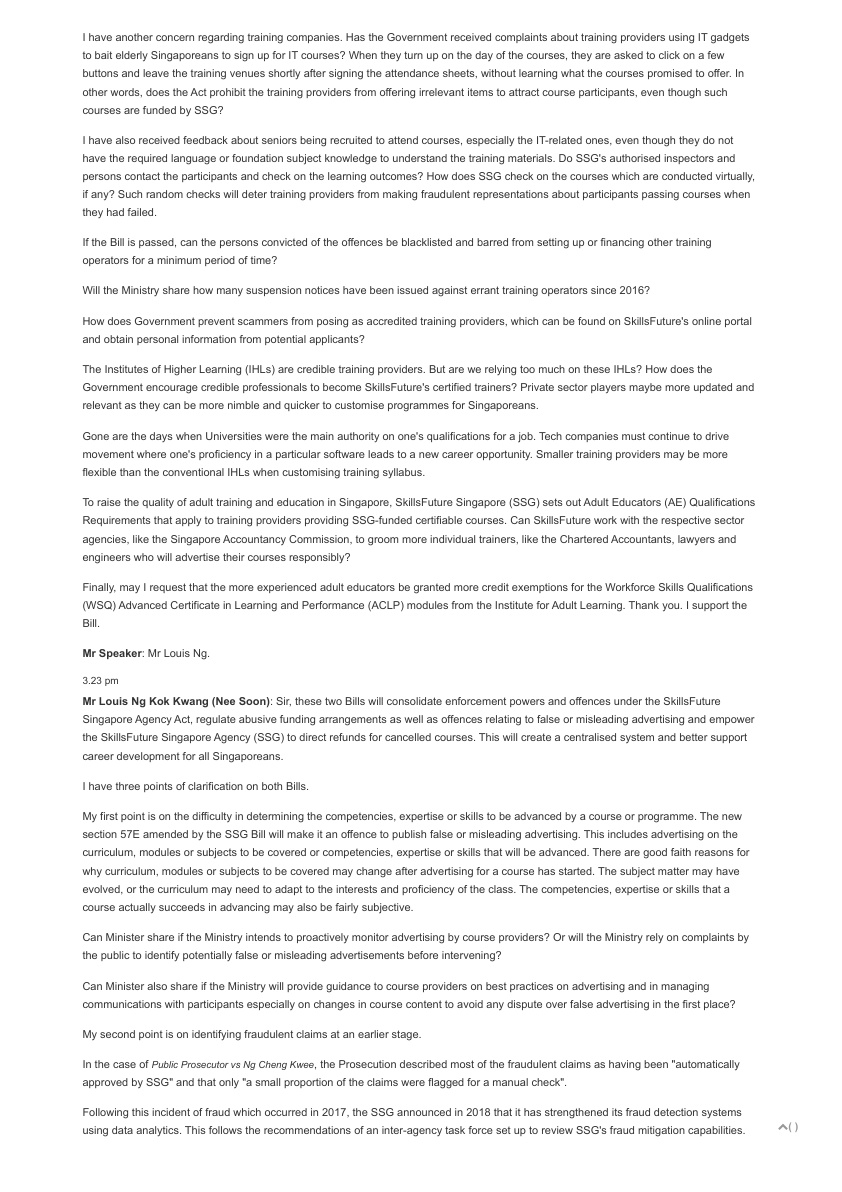 I have another concern regarding training companies. Has the Government received complaints about training providers using IT gadgets
to bait elderly Singaporeans to sign up for IT courses? When they turn up on the day of the courses, they are asked to click on a few
buttons and leave the training venues shortly after signing the attendance sheets, without learning what the courses promised to offer. In
other words, does the Act prohibit the training providers from offering irrelevant items to attract course participants, even though such
courses are funded by SSG?
I have also received feedback about seniors being recruited to attend courses, especially the IT-related ones, even though they do not
have the required language or foundation subject knowledge to understand the training materials. Do SSG's authorised inspectors and
persons contact the participants and check on the learning outcomes? How does SSG check on the courses which are conducted virtually,
if any? Such random checks will deter training providers from making fraudulent representations about participants passing courses when
they had failed.
If the Bill is passed, can the persons convicted of the offences be blacklisted and barred from setting up or financing other training
operators for a minimum period of time?
Will the Ministry share how many suspension notices have been issued against errant training operators since 2016?
How does Government prevent scammers from posing as accredited training providers, which can be found on SkillsFuture's online portal
and obtain personal information from potential applicants?
The Institutes of Higher Learning (IHLs) are credible training providers. But are we relying too much on these IHLs? How does the
Government encourage credible professionals to become SkillsFuture's certified trainers? Private sector players maybe more updated and
relevant as they can be more nimble and quicker to customise programmes for Singaporeans.
Gone are the days when Universities were the main authority on one's qualifications for a job. Tech companies must continue to drive
movement where one's proficiency in a particular software leads to a new career opportunity. Smaller training providers may be more
flexible than the conventional IHLs when customising training syllabus.
To raise the quality of adult training and education in Singapore, SkillsFuture Singapore (SSG) sets out Adult Educators (AE) Qualifications
Requirements that apply to training providers providing SSG-funded certifiable courses. Can SkillsFuture work with the respective sector
agencies, like the Singapore Accountancy Commission, to groom more individual trainers, like the Chartered Accountants, lawyers and
engineers who will advertise their courses responsibly?
Finally, may I request that the more experienced adult educators be granted more credit exemptions for the Workforce Skills Qualifications
(WSQ) Advanced Certificate in Learning and Performance (ACLP) modules from the Institute for Adult Learning. Thank you. I support the
Bill.
Mr Speaker: Mr Louis Ng.
3.23 pm
Mr Louis Ng Kok Kwang (Nee Soon): Sir, these two Bills will consolidate enforcement powers and offences under the SkillsFuture
Singapore Agency Act, regulate abusive funding arrangements as well as offences relating to false or misleading advertising and empower
the SkillsFuture Singapore Agency (SSG) to direct refunds for cancelled courses. This will create a centralised system and better support
career development for all Singaporeans.
I have three points of clarification on both Bills.
My first point is on the difficulty in determining the competencies, expertise or skills to be advanced by a course or programme. The new
section 57E amended by the SSG Bill will make it an offence to publish false or misleading advertising. This includes advertising on the
curriculum, modules or subjects to be covered or competencies, expertise or skills that will be advanced. There are good faith reasons for
why curriculum, modules or subjects to be covered may change after advertising for a course has started. The subject matter may have
evolved, or the curriculum may need to adapt to the interests and proficiency of the class. The competencies, expertise or skills that a
course actually succeeds in advancing may also be fairly subjective.
Can Minister share if the Ministry intends to proactively monitor advertising by course providers? Or will the Ministry rely on complaints by
the public to identify potentially false or misleading advertisements before intervening?
Can Minister also share if the Ministry will provide guidance to course providers on best practices on advertising and in managing
communications with participants especially on changes in course content to avoid any dispute over false advertising in the first place?
My second point is on identifying fraudulent claims at an earlier stage.
In the case of Public Prosecutor vs Ng Cheng Kwee, the Prosecution described most of the fraudulent claims as having been "automatically
approved by SSG" and that only "a small proportion of the claims were flagged for a manual check".
Following this incident of fraud which occurred in 2017, the SSG announced in 2018 that it has strengthened its fraud detection systems
using data analytics. This follows the recommendations of an inter-agency task force set up to review SSG's fraud mitigation capabilities.
( )